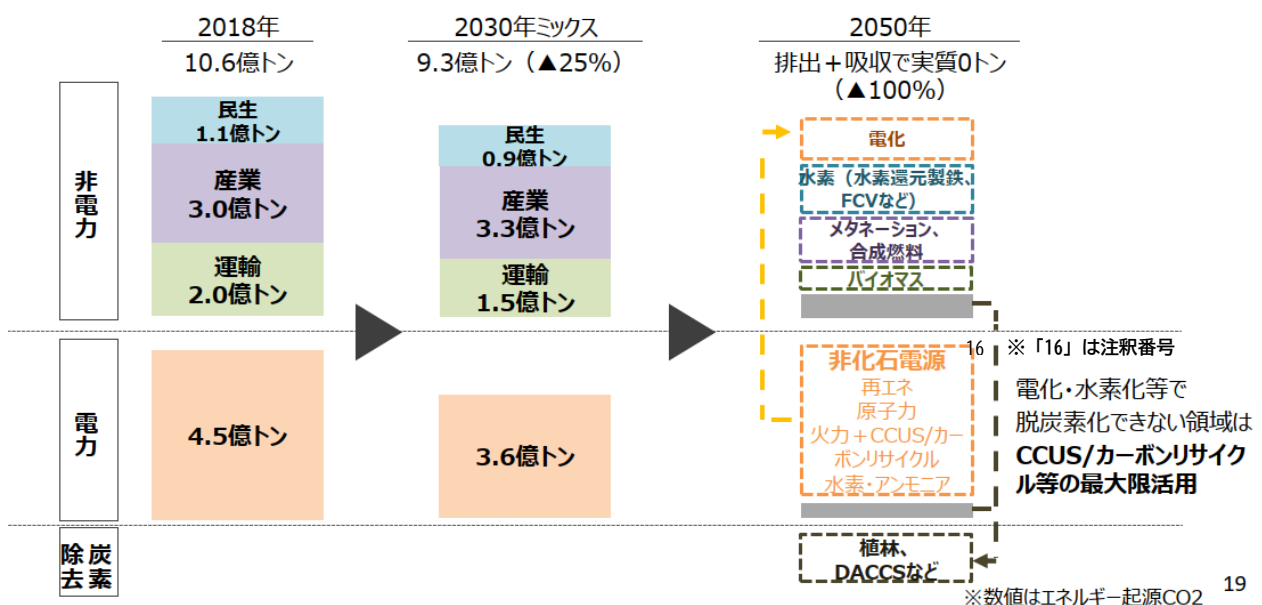 2018年
10.6億トン
2030年ミックス
9.3億トン（▲25%）
2050年
排出＋吸収で実質0トン
（▲100%）
非電力
民生
1.1億トン
産業
3.0億トン
運輸
2.0億トン
民生
0.9億トン
産業
3.3億トン
運輸
1.5億トン
電化
水素（水素還元製鉄、
FCVなど）
メタネーション、
合成燃料
バイオマス
電力
4.5億トン
3.6億トン
非化石電源
再エネ
原子力
火力＋CCUS/カー
ボンリサイクル
水素・アンモニア
16
※「16」は注釈番号
電化・水素化等で
脱炭素化できない領域は
CCUS/カーボンリサイク
ル等の最大限活用
炭素
除去
植林、
DACCSなど
※数値はエネルギー起源CO2
19